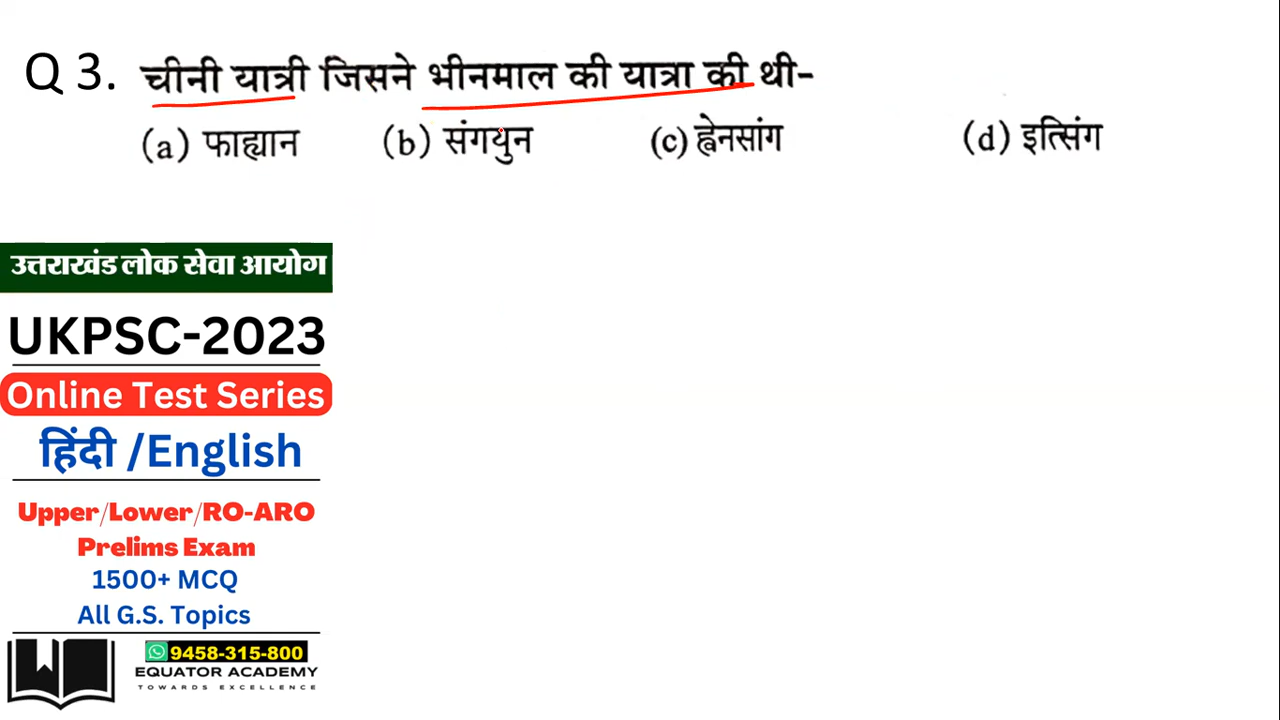 Q 3. चीनी यात्री जिसने भीनमाल की यात्रा की थी-
(a) फाह्यान (b) संगयुन (c) ह्वेनसांग (d) इत्सिंग
उत्तराखंड लोक सेवा आयोग
UKPSC-2023
Online Test Series
हिंदी /English
Upper/Lower/RO-ARO
Prelims Exam
1500+ MCQ
All G.S. Topics
9458-315-800
EQUATOR ACADEMY
TOWARDS EXCELLENCE